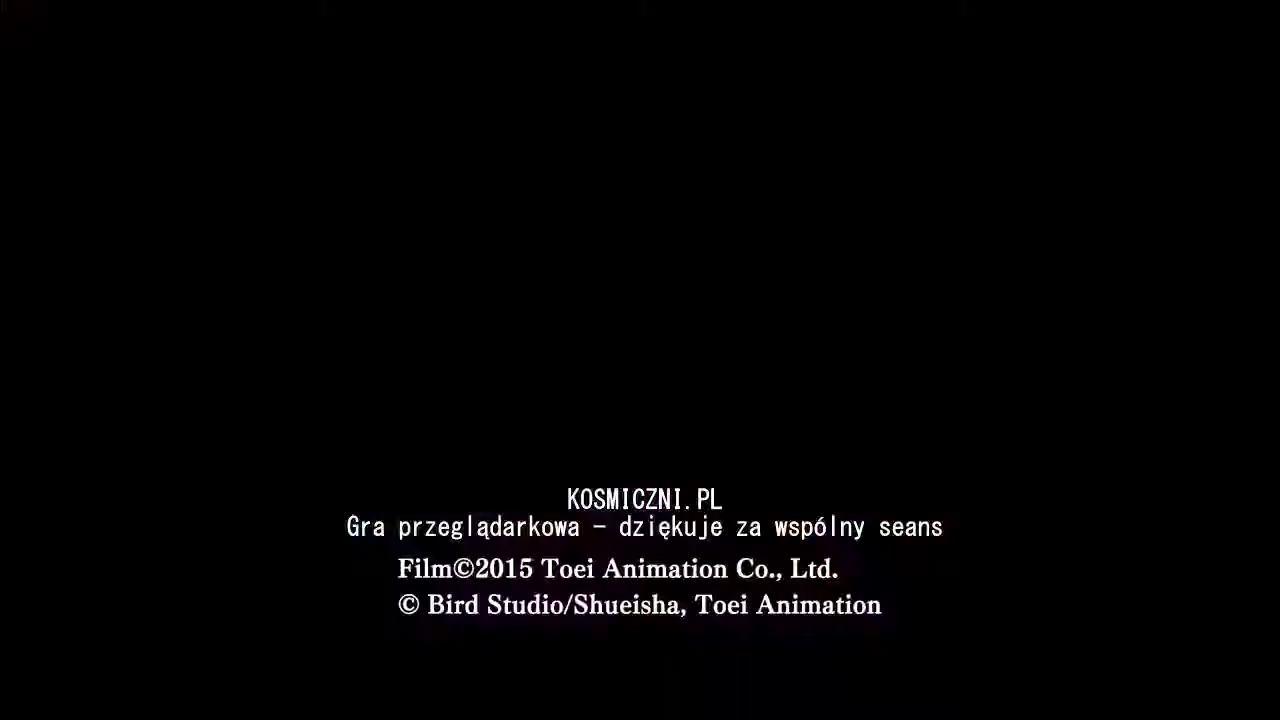 KOSMICZNI.PL
Gra przeglądarkowa - dziękuje za wspólny seans
Film©2015 Toei Animation Co., Ltd.
© Bird Studio/Shueisha, Toei Animation